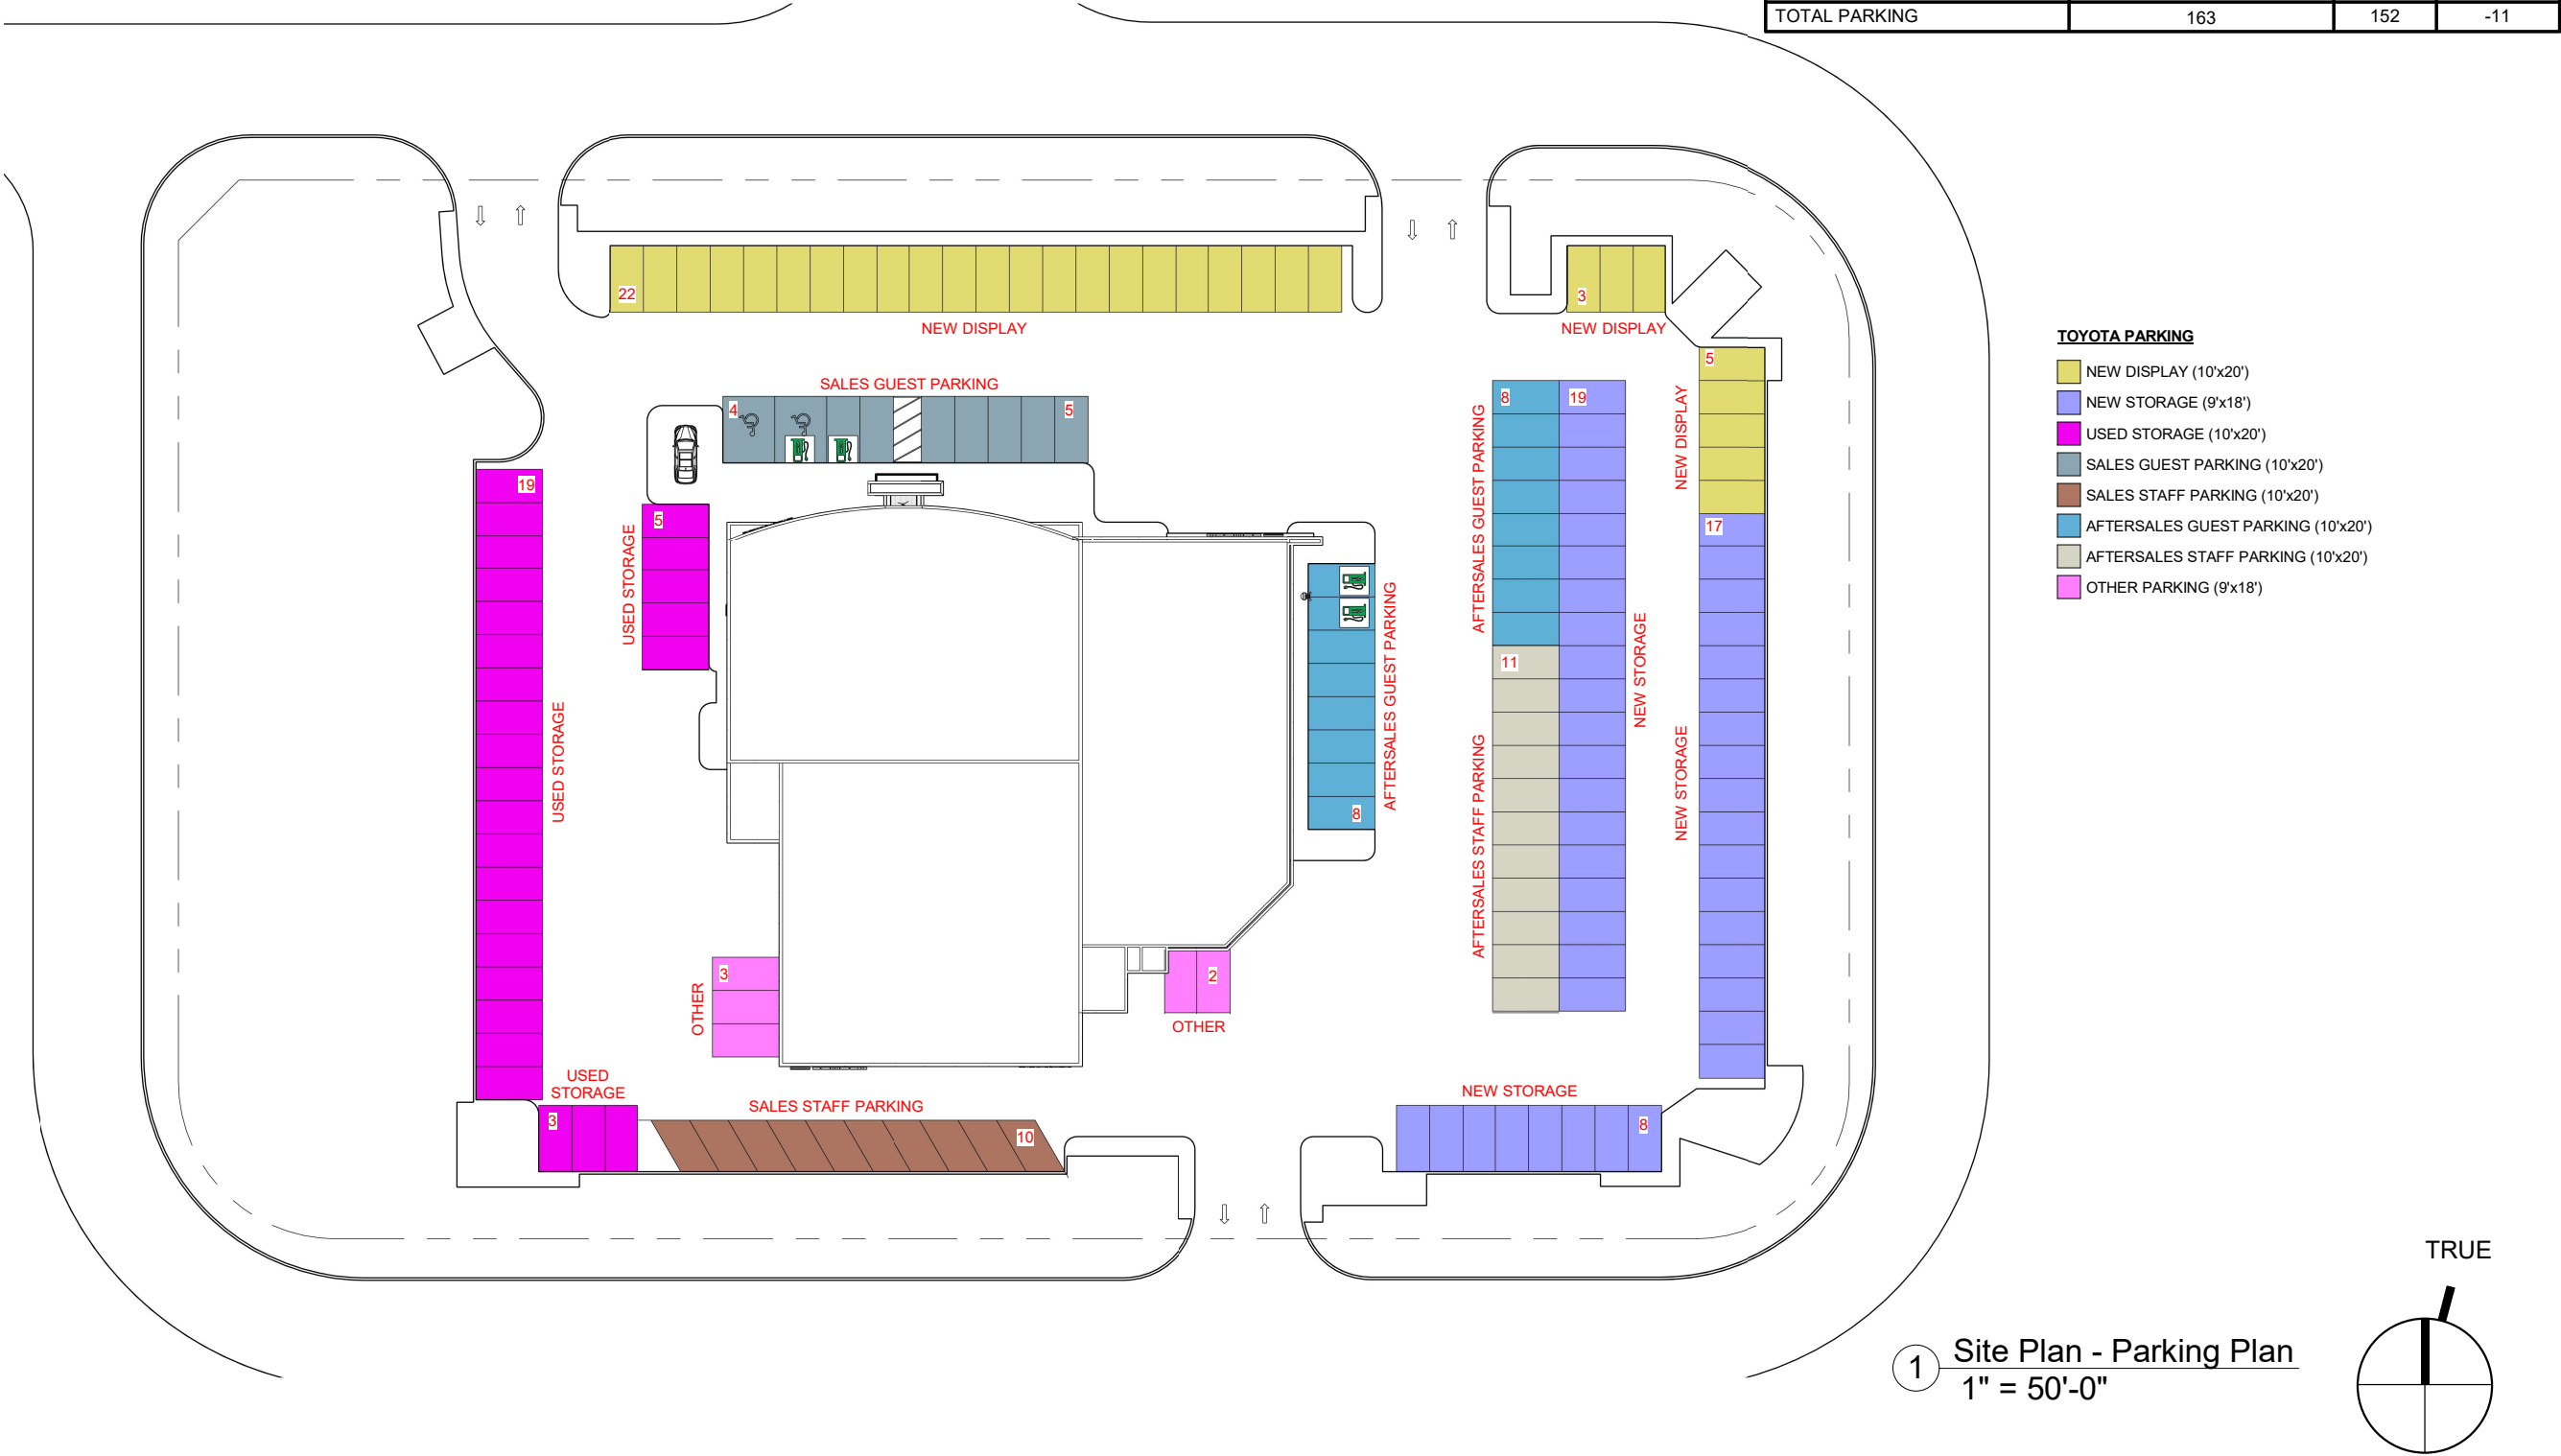 TOTAL PARKING 163 152 -11
22
NEW DISPLAY
3
NEW DISPLAY
5
NEW DISPLAY
SALES GUEST PARKING
4
5
8
19
AFTERSALES GUEST PARKING
17
19
USED STORAGE
5
USED STORAGE
AFTERSALES GUEST PARKING
8
11
AFTERSALES STAFF PARKING
NEW STORAGE
NEW STORAGE
3
OTHER
2
OTHER
USED
STORAGE
3
SALES STAFF PARKING
10
NEW STORAGE
8
TOYOTA PARKING
NEW DISPLAY (10'x20')
NEW STORAGE (9'x18')
USED STORAGE (10'x20')
SALES GUEST PARKING (10'x20')
SALES STAFF PARKING (10'x20')
AFTERSALES GUEST PARKING (10'x20')
AFTERSALES STAFF PARKING (10'x20')
OTHER PARKING (9'x18')
TRUE
1 Site Plan - Parking Plan
1" = 50'-0"